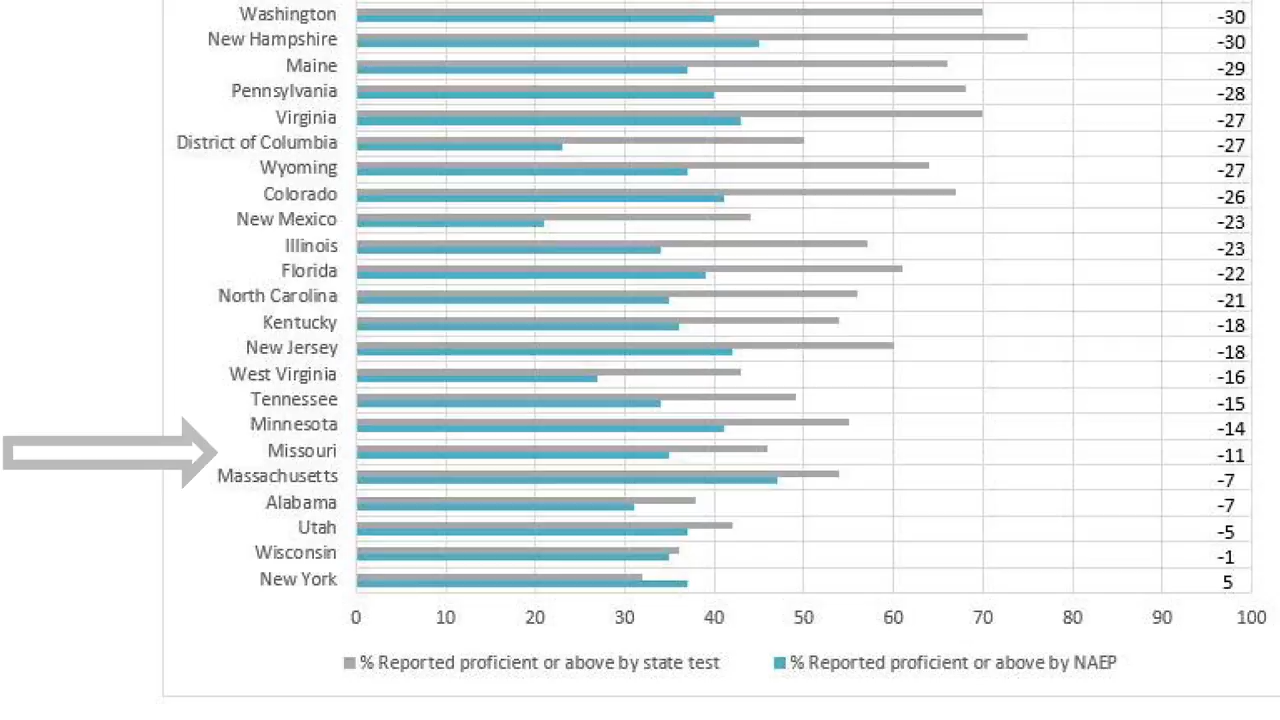 Washington -30
New Hampshire -30
Maine -29
Pennsylvania -28
Virginia -27
District of Columbia -27
Wyoming -27
Colorado -26
New Mexico -23
Illinois -23
Florida -22
North Carolina -21
Kentucky -18
New Jersey -18
West Virginia -16
Tennessee -15
Minnesota -14
Missouri -11
Massachusetts -7
Alabama -7
Utah -5
Wisconsin -1
New York 5
0 10 20 30 40 50 60 70 80 90 100
% Reported proficient or above by state test % Reported proficient or above by NAEP